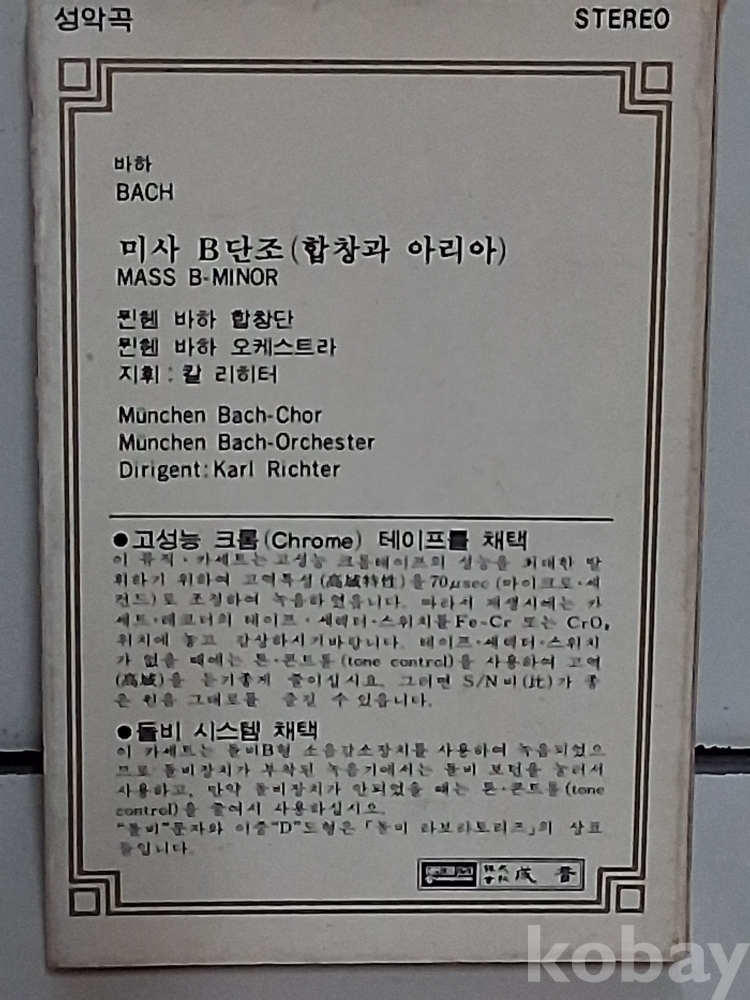 성악곡 STEREO
바하
BACH
미사 B단조(합창과 아리아)
MASS B-MINOR
뮌헨 바하 합창단
뮌헨 바하 오케스트라
지휘: 칼 리히터
München Bach-Chor
München Bach-Orchester
Dirigent: Karl Richter
●고성능 크롬(Chrome) 테이프를 채택
이 뮤직·카세트는 고성능 크롬테이프의 성능을 최대한 발
휘하기 위하여 고역특성(高域特性)을 70μsec (마이크로·세
컨드)로 조정하여 녹음하였읍니다. 따라서 재생시에는 카
세트·레코더의 테이프·세렉터·스위치를 Fe-Cr 또는 CrO₂
위치에 놓고 감상하시기바랍니다. 테이프·세렉터·스위치
가 없을 때에는 톤·콘트롤(tone control)을 사용하여 고역
(高域)을 듣기좋게 줄이십시요. 그러면 S/N비(比)가 좋
은 원음 그대로를 즐길 수 있읍니다.
●돌비 시스템 채택
이 카세트는 돌비B형 소음감소장치를 사용하여 녹음되었으
므로 돌비장치가 부착된 녹음기에서는 돌비 보턴을 눌러서
사용하고, 만약 돌비장치가 안되었을 때는 톤·콘트롤(tone
control)을 줄여서 사용하십시오.
“돌비”문자와 이중“D”도형은「돌비 라보라토리즈」의 상표
들입니다.
株式會社 成音
kobay